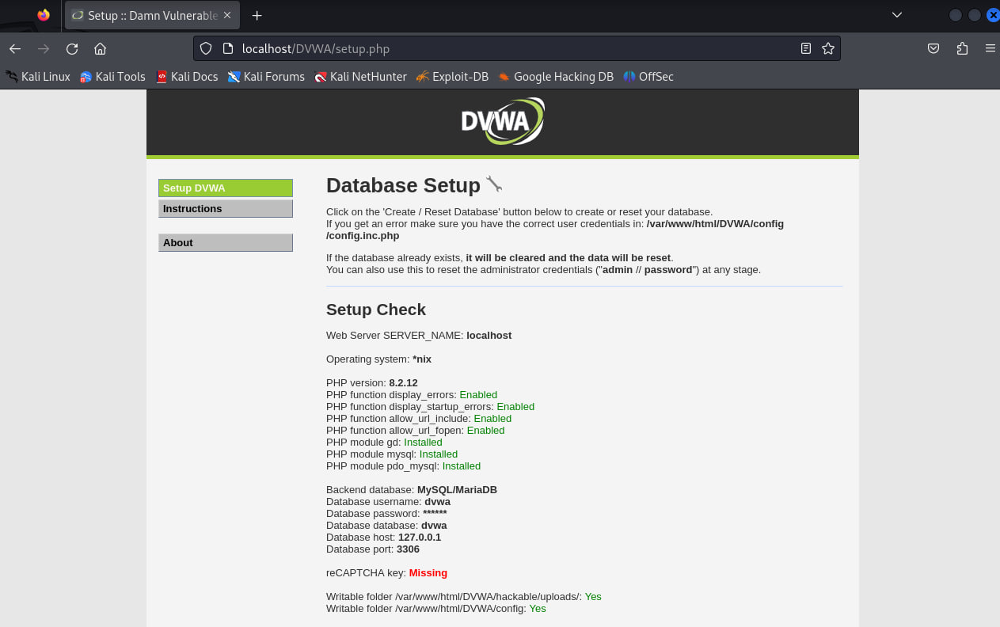 Setup :: Damn Vulnerable
localhost/DVWA/setup.php
Kali Linux Kali Tools Kali Docs Kali Forums Kali NetHunter Exploit-DB Google Hacking DB OffSec
DVWA
Setup DVWA
Instructions
About
Database Setup
Click on the 'Create / Reset Database' button below to create or reset your database.
If you get an error make sure you have the correct user credentials in: /var/www/html/DVWA/config
/config.inc.php
If the database already exists, it will be cleared and the data will be reset.
You can also use this to reset the administrator credentials ("admin // password") at any stage.
Setup Check
Web Server SERVER_NAME: localhost
Operating system: *nix
PHP version: 8.2.12
PHP function display_errors: Enabled
PHP function display_startup_errors: Enabled
PHP function allow_url_include: Enabled
PHP function allow_url_fopen: Enabled
PHP module gd: Installed
PHP module mysql: Installed
PHP module pdo_mysql: Installed
Backend database: MySQL/MariaDB
Database username: dvwa
Database password: ******
Database database: dvwa
Database host: 127.0.0.1
Database port: 3306
reCAPTCHA key: Missing
Writable folder /var/www/html/DVWA/hackable/uploads/: Yes
Writable folder /var/www/html/DVWA/config: Yes